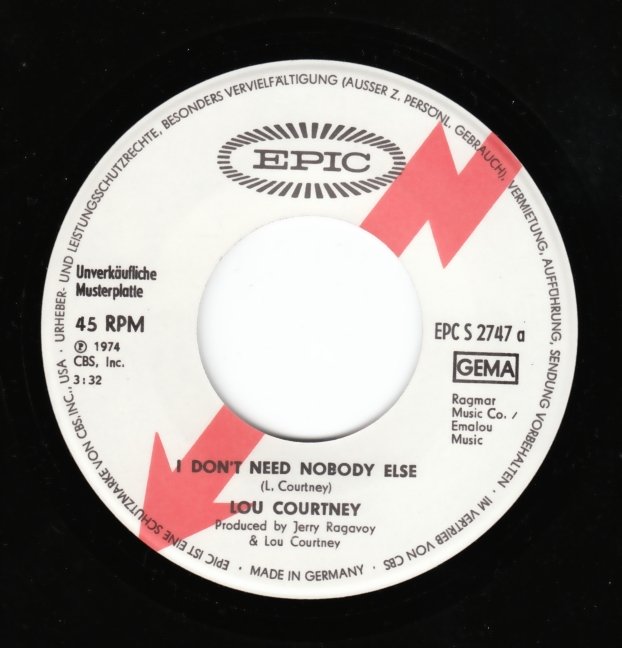 URHEBER- UND LEISTUNGSSCHUTZRECHTE, BESONDERS VERVIELFÄLTIGUNG (AUSSER Z. PERSÖNL. GEBRAUCH), VERMIETUNG, AUFFÜHRUNG, SENDUNG VORBEHALTEN · IM VERTRIEB VON CBS · MADE IN GERMANY · EPIC IST EINE SCHUTZMARKE VON CBS, INC., USA ·
EPIC
Unverkäufliche
Musterplatte
45 RPM
℗ 1974
CBS, Inc.
3:32
EPC S 2747 a
GEMA
Ragmar
Music Co. /
Emalou
Music
I DON'T NEED NOBODY ELSE
(L. Courtney)
LOU COURTNEY
Produced by Jerry Ragavoy
& Lou Courtney